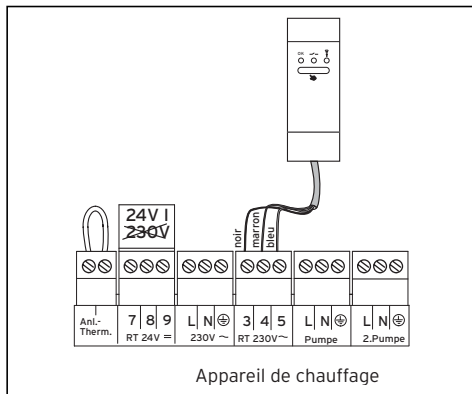 OK
24V I
230V
noir
marron
bleu
Anl.-
Therm.
7 8 9
RT 24V =
L N
230V ~
3 4 5
RT 230V~
L N
Pumpe
L N
2.Pumpe
Appareil de chauffage